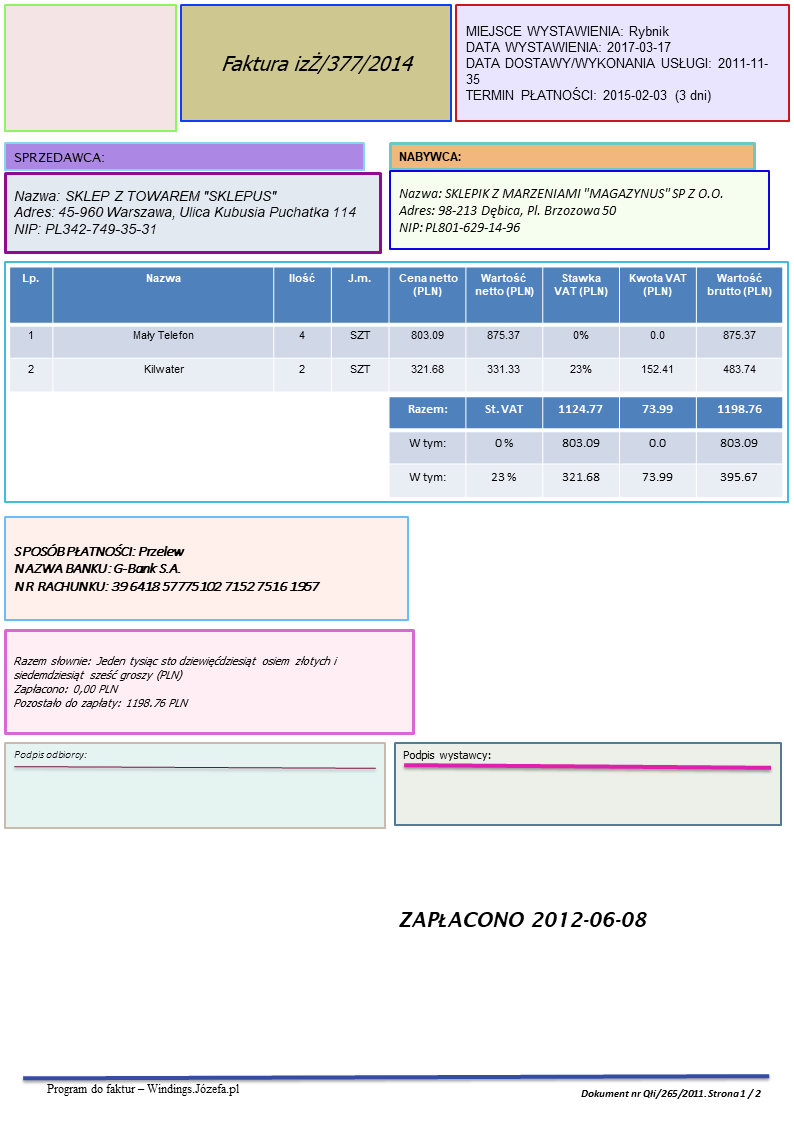 Faktura izŻ/377/2014
MIEJSCE WYSTAWIENIA: Rybnik
DATA WYSTAWIENIA: 2017-03-17
DATA DOSTAWY/WYKONANIA USŁUGI: 2011-11-
35
TERMIN PŁATNOŚCI: 2015-02-03 (3 dni)
SPRZEDAWCA:
Nazwa: SKLEP Z TOWAREM "SKLEPUS"
Adres: 45-960 Warszawa, Ulica Kubusia Puchatka 114
NIP: PL342-749-35-31
NABYWCA:
Nazwa: SKLEPIK Z MARZENIAMI "MAGAZYNUS" SP Z O.O.
Adres: 98-213 Dębica, Pl. Brzozowa 50
NIP: PL801-629-14-96
Lp. Nazwa Ilość J.m. Cena netto (PLN) Wartość netto (PLN) Stawka VAT (PLN) Kwota VAT (PLN) Wartość brutto (PLN)
1 Mały Telefon 4 SZT 803.09 875.37 0% 0.0 875.37
2 Kilwater 2 SZT 321.68 331.33 23% 152.41 483.74
Razem: St. VAT 1124.77 73.99 1198.76
W tym: 0 % 803.09 0.0 803.09
W tym: 23 % 321.68 73.99 395.67
SPOSÓB PŁATNOŚCI: Przelew
NAZWA BANKU: G-Bank S.A.
NR RACHUNKU: 39 6418 5777 5102 7152 7516 1957
Razem słownie: Jeden tysiąc sto dziewięćdziesiąt osiem złotych i
siedemdziesiąt sześć groszy (PLN)
Zapłacono: 0,00 PLN
Pozostało do zapłaty: 1198.76 PLN
Podpis odbiorcy:
Podpis wystawcy:
ZAPŁACONO 2012-06-08
Program do faktur – Windings.Józefa.pl
Dokument nr Qłi/265/2011. Strona 1 / 2